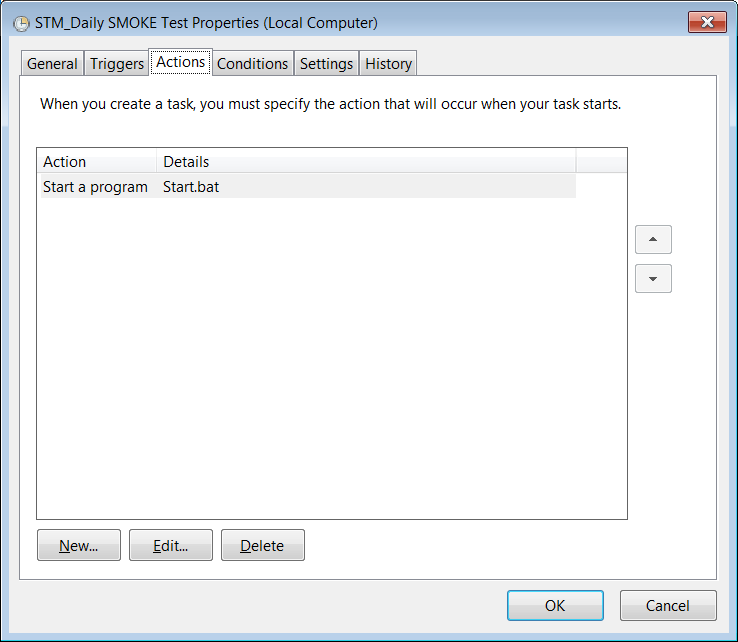 STM_Daily SMOKE Test Properties (Local Computer)
General Triggers Actions Conditions Settings History
When you create a task, you must specify the action that will occur when your task starts.
Action Details
Start a program Start.bat
New... Edit... Delete
OK Cancel